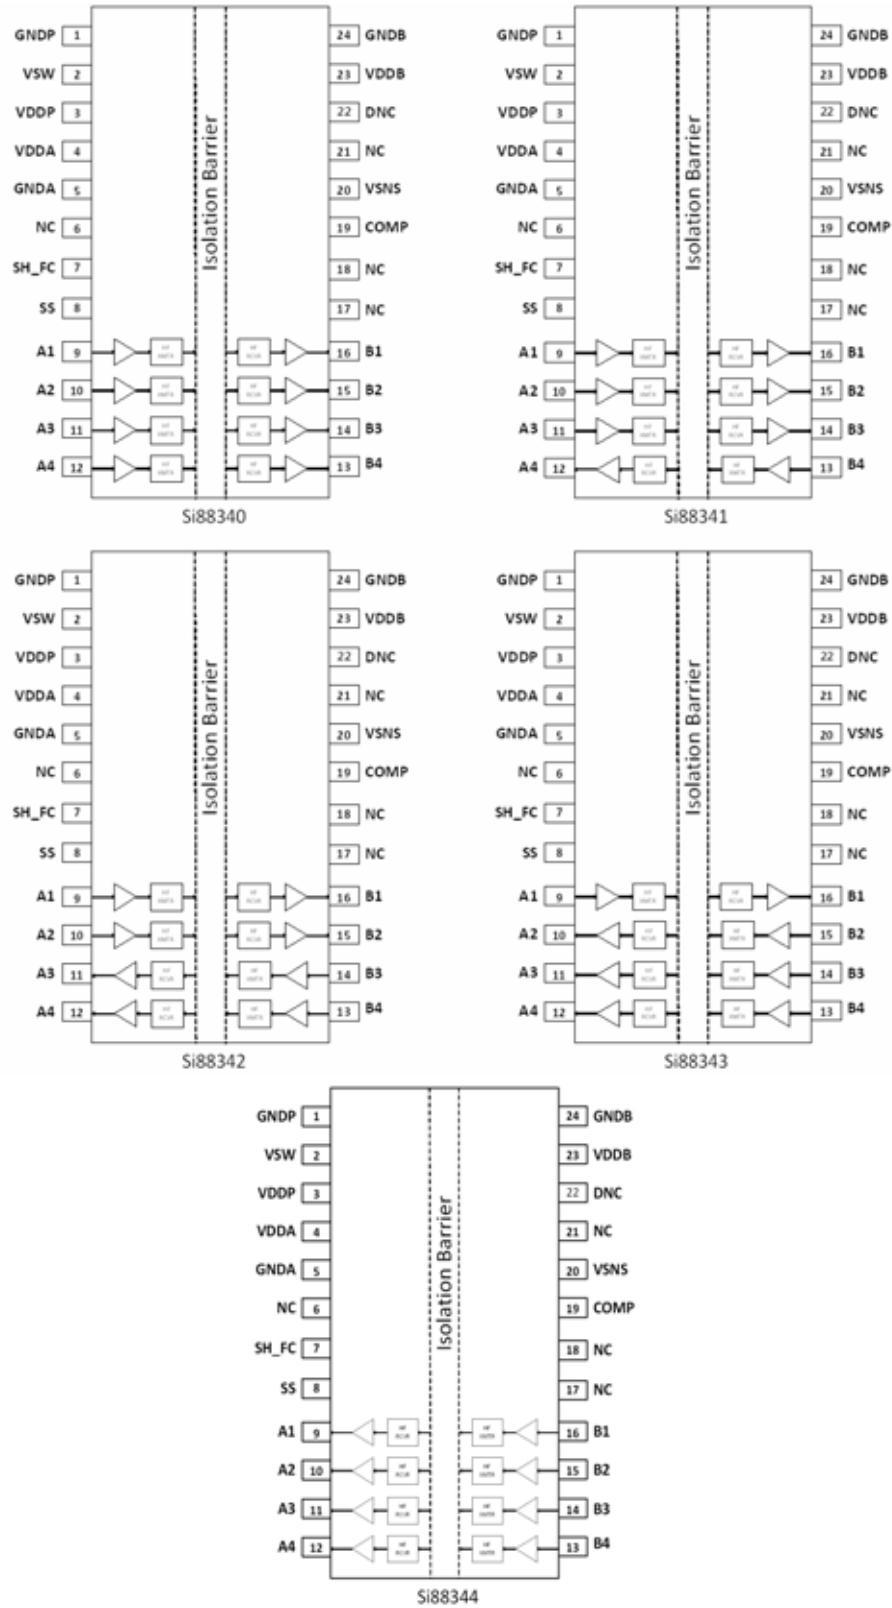 GNDP 1 24 GNDB
VSW 2 23 VDDB
VDDP 3 22 DNC
VDDA 4 21 NC
GNDA 5 20 VSNS
NC 6 19 COMP
SH_FC 7 18 NC
SS 8 17 NC
A1 9 16 B1
A2 10 15 B2
A3 11 14 B3
A4 12 13 B4
Isolation Barrier
Si88340
GNDP 1 24 GNDB
VSW 2 23 VDDB
VDDP 3 22 DNC
VDDA 4 21 NC
GNDA 5 20 VSNS
NC 6 19 COMP
SH_FC 7 18 NC
SS 8 17 NC
A1 9 16 B1
A2 10 15 B2
A3 11 14 B3
A4 12 13 B4
Isolation Barrier
Si88341
GNDP 1 24 GNDB
VSW 2 23 VDDB
VDDP 3 22 DNC
VDDA 4 21 NC
GNDA 5 20 VSNS
NC 6 19 COMP
SH_FC 7 18 NC
SS 8 17 NC
A1 9 16 B1
A2 10 15 B2
A3 11 14 B3
A4 12 13 B4
Isolation Barrier
Si88342
GNDP 1 24 GNDB
VSW 2 23 VDDB
VDDP 3 22 DNC
VDDA 4 21 NC
GNDA 5 20 VSNS
NC 6 19 COMP
SH_FC 7 18 NC
SS 8 17 NC
A1 9 16 B1
A2 10 15 B2
A3 11 14 B3
A4 12 13 B4
Isolation Barrier
Si88343
GNDP 1 24 GNDB
VSW 2 23 VDDB
VDDP 3 22 DNC
VDDA 4 21 NC
GNDA 5 20 VSNS
NC 6 19 COMP
SH_FC 7 18 NC
SS 8 17 NC
A1 9 16 B1
A2 10 15 B2
A3 11 14 B3
A4 12 13 B4
Isolation Barrier
Si88344